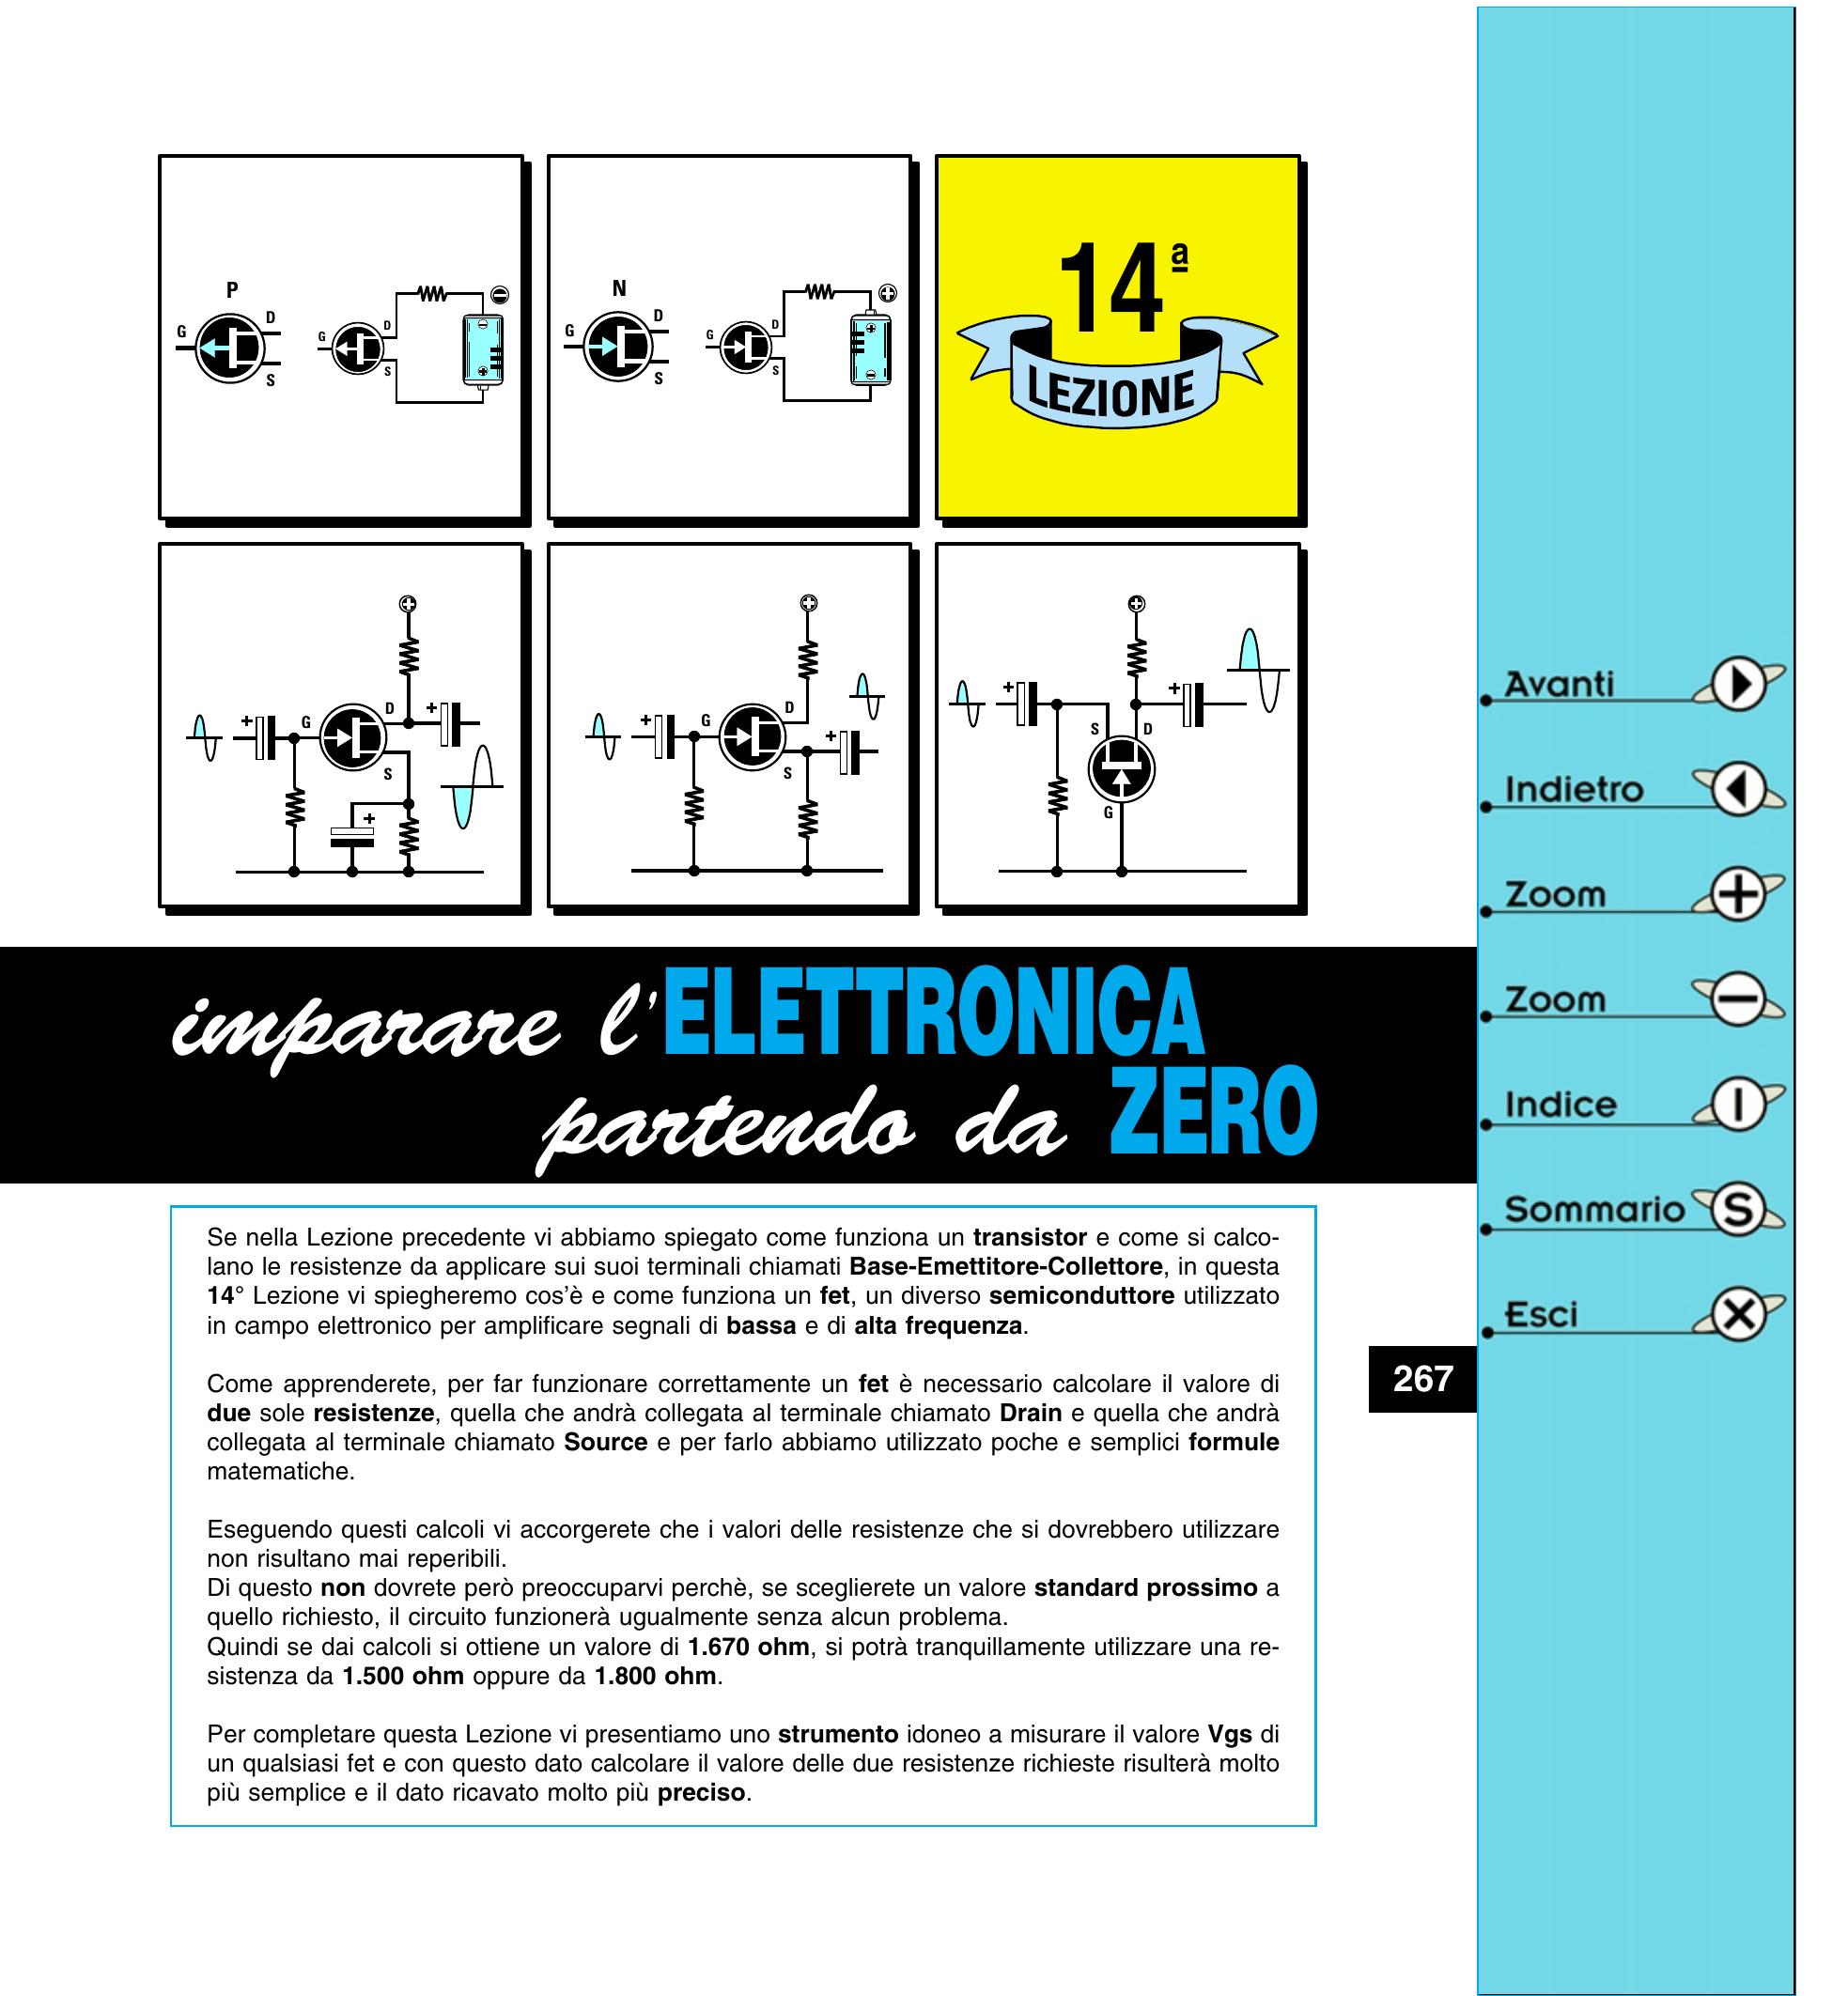 P
G
D
S
G
D
S
N
G
D
S
G
D
S
14ª
LEZIONE
G
D
S
+
+
+
G
D
S
+
+
S
D
G
+
+
imparare l'ELETTRONICA
partendo da ZERO
Se nella Lezione precedente vi abbiamo spiegato come funziona un transistor e come si calco-
lano le resistenze da applicare sui suoi terminali chiamati Base-Emettitore-Collettore, in questa
14° Lezione vi spiegheremo cos'è e come funziona un fet, un diverso semiconduttore utilizzato
in campo elettronico per amplificare segnali di bassa e di alta frequenza.
Come apprenderete, per far funzionare correttamente un fet è necessario calcolare il valore di
due sole resistenze, quella che andrà collegata al terminale chiamato Drain e quella che andrà
collegata al terminale chiamato Source e per farlo abbiamo utilizzato poche e semplici formule
matematiche.
Eseguendo questi calcoli vi accorgerete che i valori delle resistenze che si dovrebbero utilizzare
non risultano mai reperibili.
Di questo non dovrete però preoccuparvi perchè, se sceglierete un valore standard prossimo a
quello richiesto, il circuito funzionerà ugualmente senza alcun problema.
Quindi se dai calcoli si ottiene un valore di 1.670 ohm, si potrà tranquillamente utilizzare una re-
sistenza da 1.500 ohm oppure da 1.800 ohm.
Per completare questa Lezione vi presentiamo uno strumento idoneo a misurare il valore Vgs di
un qualsiasi fet e con questo dato calcolare il valore delle due resistenze richieste risulterà molto
più semplice e il dato ricavato molto più preciso.
267
Avanti
Indietro
Zoom +
Zoom −
Indice I
Sommario S
Esci X